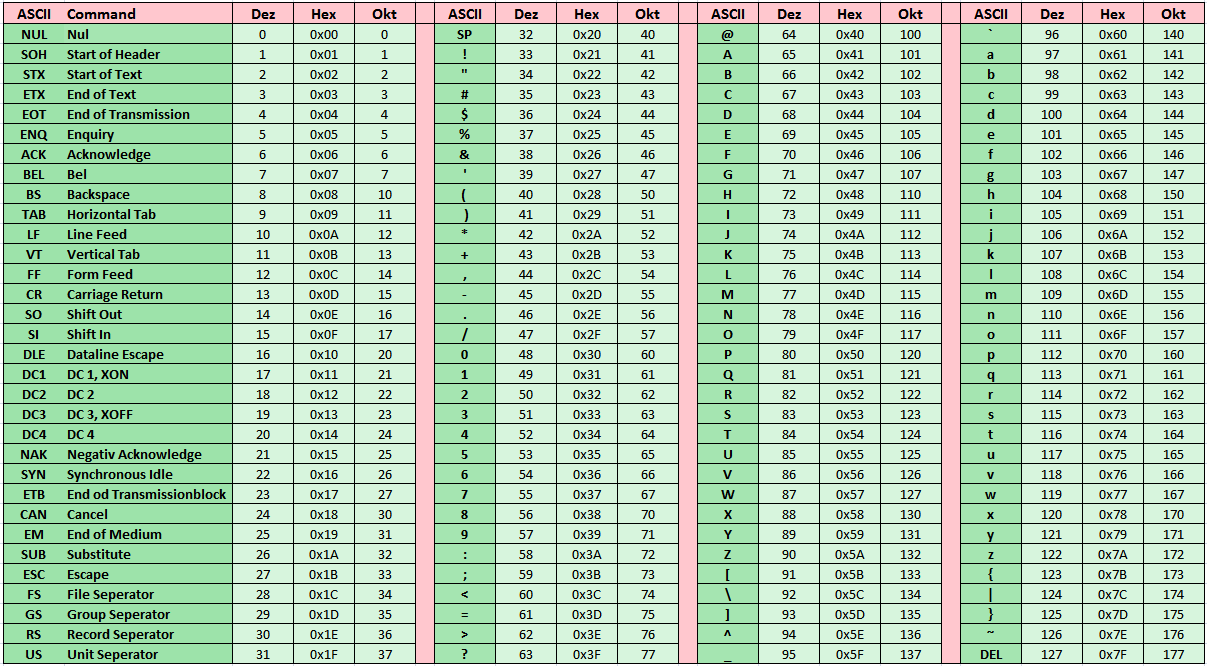 ASCII Command Dez Hex Okt ASCII Dez Hex Okt ASCII Dez Hex Okt ASCII Dez Hex Okt
NUL Nul 0 0x00 0 SP 32 0x20 40 @ 64 0x40 100 ` 96 0x60 140
SOH Start of Header 1 0x01 1 ! 33 0x21 41 A 65 0x41 101 a 97 0x61 141
STX Start of Text 2 0x02 2 " 34 0x22 42 B 66 0x42 102 b 98 0x62 142
ETX End of Text 3 0x03 3 # 35 0x23 43 C 67 0x43 103 c 99 0x63 143
EOT End of Transmission 4 0x04 4 $ 36 0x24 44 D 68 0x44 104 d 100 0x64 144
ENQ Enquiry 5 0x05 5 % 37 0x25 45 E 69 0x45 105 e 101 0x65 145
ACK Acknowledge 6 0x06 6 & 38 0x26 46 F 70 0x46 106 f 102 0x66 146
BEL Bel 7 0x07 7 ' 39 0x27 47 G 71 0x47 107 g 103 0x67 147
BS Backspace 8 0x08 10 ( 40 0x28 50 H 72 0x48 110 h 104 0x68 150
TAB Horizontal Tab 9 0x09 11 ) 41 0x29 51 I 73 0x49 111 i 105 0x69 151
LF Line Feed 10 0x0A 12 * 42 0x2A 52 J 74 0x4A 112 j 106 0x6A 152
VT Vertical Tab 11 0x0B 13 + 43 0x2B 53 K 75 0x4B 113 k 107 0x6B 153
FF Form Feed 12 0x0C 14 , 44 0x2C 54 L 76 0x4C 114 l 108 0x6C 154
CR Carriage Return 13 0x0D 15 - 45 0x2D 55 M 77 0x4D 115 m 109 0x6D 155
SO Shift Out 14 0x0E 16 . 46 0x2E 56 N 78 0x4E 116 n 110 0x6E 156
SI Shift In 15 0x0F 17 / 47 0x2F 57 O 79 0x4F 117 o 111 0x6F 157
DLE Dataline Escape 16 0x10 20 0 48 0x30 60 P 80 0x50 120 p 112 0x70 160
DC1 DC 1, XON 17 0x11 21 1 49 0x31 61 Q 81 0x51 121 q 113 0x71 161
DC2 DC 2 18 0x12 22 2 50 0x32 62 R 82 0x52 122 r 114 0x72 162
DC3 DC 3, XOFF 19 0x13 23 3 51 0x33 63 S 83 0x53 123 s 115 0x73 163
DC4 DC 4 20 0x14 24 4 52 0x34 64 T 84 0x54 124 t 116 0x74 164
NAK Negativ Acknowledge 21 0x15 25 5 53 0x35 65 U 85 0x55 125 u 117 0x75 165
SYN Synchronous Idle 22 0x16 26 6 54 0x36 66 V 86 0x56 126 v 118 0x76 166
ETB End od Transmissionblock 23 0x17 27 7 55 0x37 67 W 87 0x57 127 w 119 0x77 167
CAN Cancel 24 0x18 30 8 56 0x38 70 X 88 0x58 130 x 120 0x78 170
EM End of Medium 25 0x19 31 9 57 0x39 71 Y 89 0x59 131 y 121 0x79 171
SUB Substitute 26 0x1A 32 : 58 0x3A 72 Z 90 0x5A 132 z 122 0x7A 172
ESC Escape 27 0x1B 33 ; 59 0x3B 73 [ 91 0x5B 133 { 123 0x7B 173
FS File Seperator 28 0x1C 34 < 60 0x3C 74 \ 92 0x5C 134 | 124 0x7C 174
GS Group Seperator 29 0x1D 35 = 61 0x3D 75 ] 93 0x5D 135 } 125 0x7D 175
RS Record Seperator 30 0x1E 36 > 62 0x3E 76 ^ 94 0x5E 136 ~ 126 0x7E 176
US Unit Seperator 31 0x1F 37 ? 63 0x3F 77 _ 95 0x5F 137 DEL 127 0x7F 177